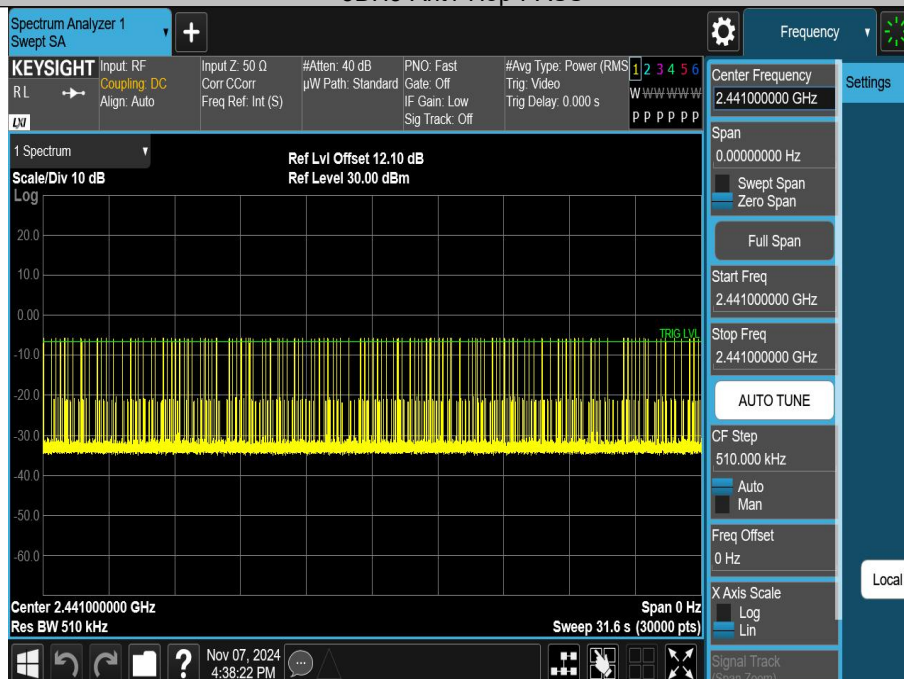 Spectrum Analyzer 1
Swept SA
+
Frequency
KEYSIGHT
R L
LXI
Input: RF
Coupling: DC
Align: Auto
Input Z: 50 Ω
Corr CCorr
Freq Ref: Int (S)
#Atten: 40 dB
µW Path: Standard
PNO: Fast
Gate: Off
IF Gain: Low
Sig Track: Off
#Avg Type: Power (RMS
Trig: Video
Trig Delay: 0.000 s
1 2 3 4 5 6
W W W W W W
P P P P P P
Center Frequency
2.441000000 GHz
Settings
1 Spectrum
Scale/Div 10 dB
Ref Lvl Offset 12.10 dB
Ref Level 30.00 dBm
Log
20.0
10.0
0.00
-10.0
-20.0
-30.0
-40.0
-50.0
-60.0
TRIG LVL
Center 2.441000000 GHz
Res BW 510 kHz
Span 0 Hz
Sweep 31.6 s (30000 pts)
Span
0.00000000 Hz
Swept Span
Zero Span
Full Span
Start Freq
2.441000000 GHz
Stop Freq
2.441000000 GHz
AUTO TUNE
CF Step
510.000 kHz
Auto
Man
Freq Offset
0 Hz
X Axis Scale
Log
Lin
Signal Track
(Span Zoom)
Local
?
Nov 07, 2024
4:38:22 PM